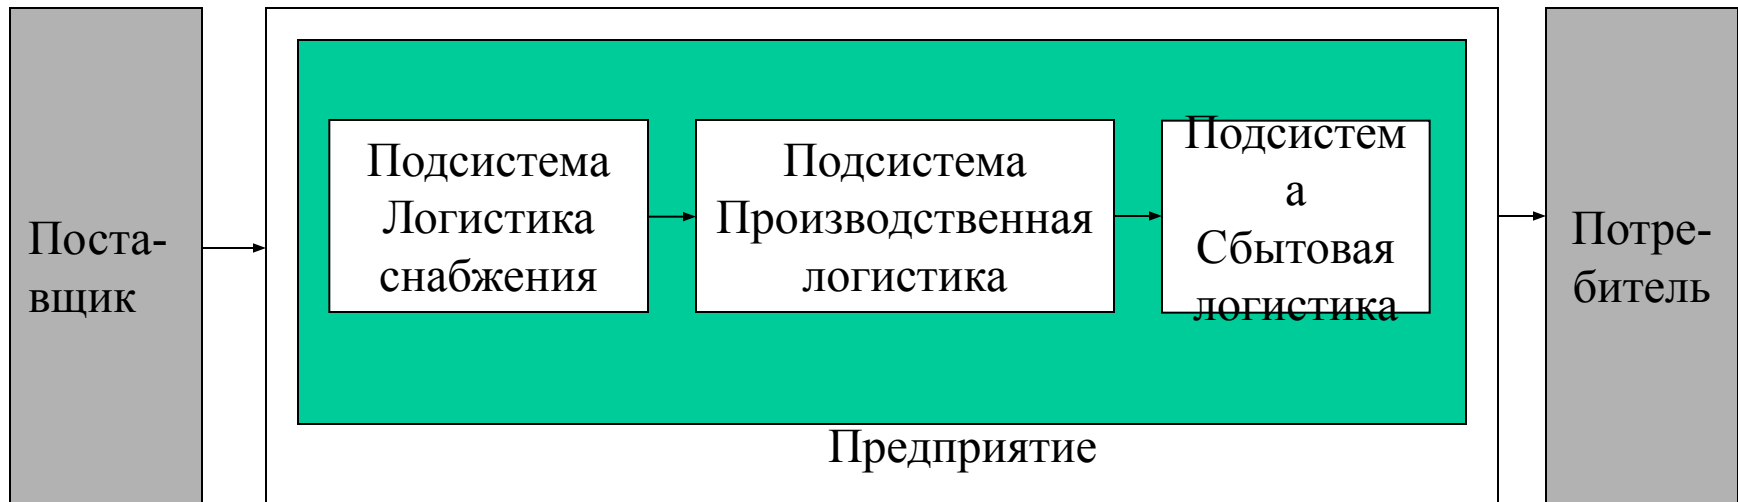 Поста-
вщик
Подсистема
Логистика
снабжения
Подсистема
Производственная
логистика
Подсистем
а
Сбытовая
логистика
Потре-
битель
Предприятие